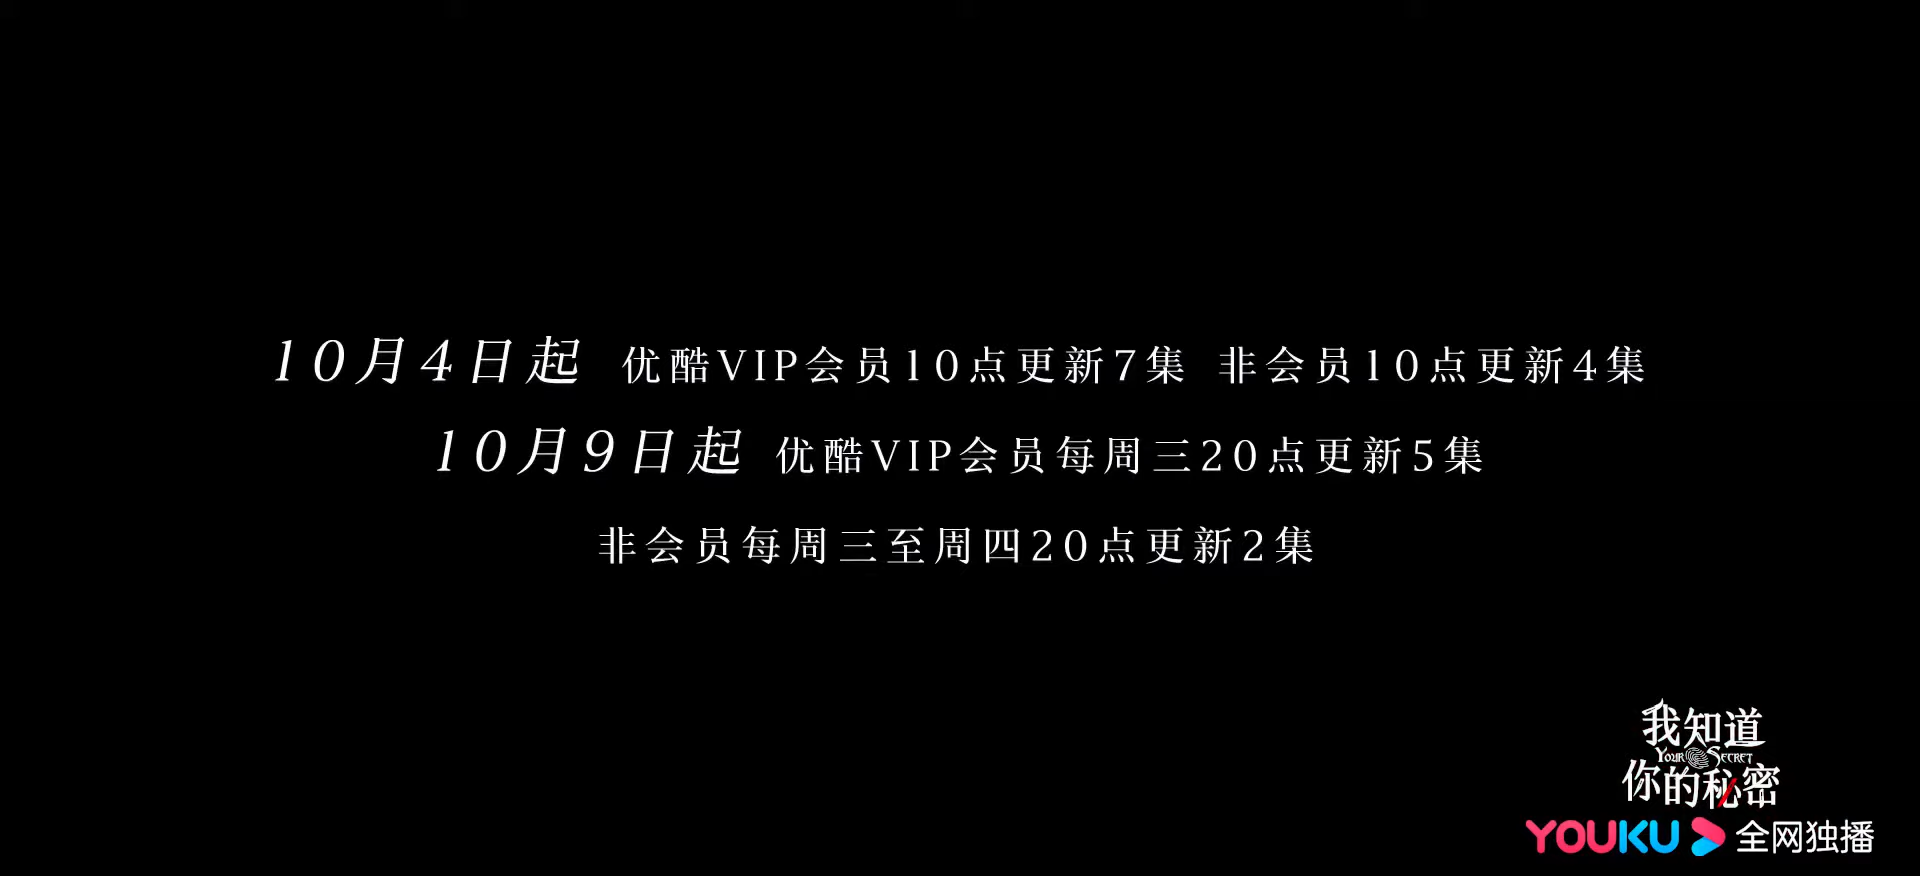 10月4日起 优酷VIP会员10点更新7集 非会员10点更新4集
10月9日起 优酷VIP会员每周三20点更新5集
非会员每周三至周四20点更新2集
我知道
YOUR SECRET
你的秘密
YOUKU 全网独播